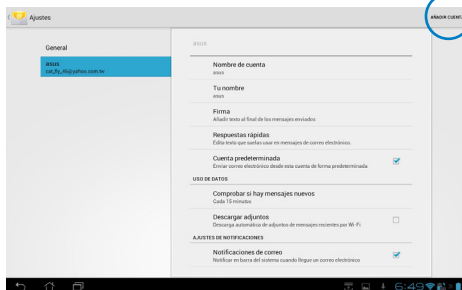 Ajustes
AÑADIR CUENTA
General
asus
cat_fly_46@yahoo.com.tw
asus
Nombre de cuenta
asus
Tu nombre
asus
Firma
Añadir texto al final de los mensajes enviados
Respuestas rápidas
Edita texto que suelas usar en mensajes de correo electrónico.
Cuenta predeterminada
Enviar correo electrónico desde esta cuenta de forma predeterminada
USO DE DATOS
Comprobar si hay mensajes nuevos
Cada 15 minutos
Descargar adjuntos
Descarga automática de adjuntos de mensajes recientes por Wi-Fi
AJUSTES DE NOTIFICACIONES
Notificaciones de correo
Notificar en barra del sistema cuando llegue un correo electrónico
6:49